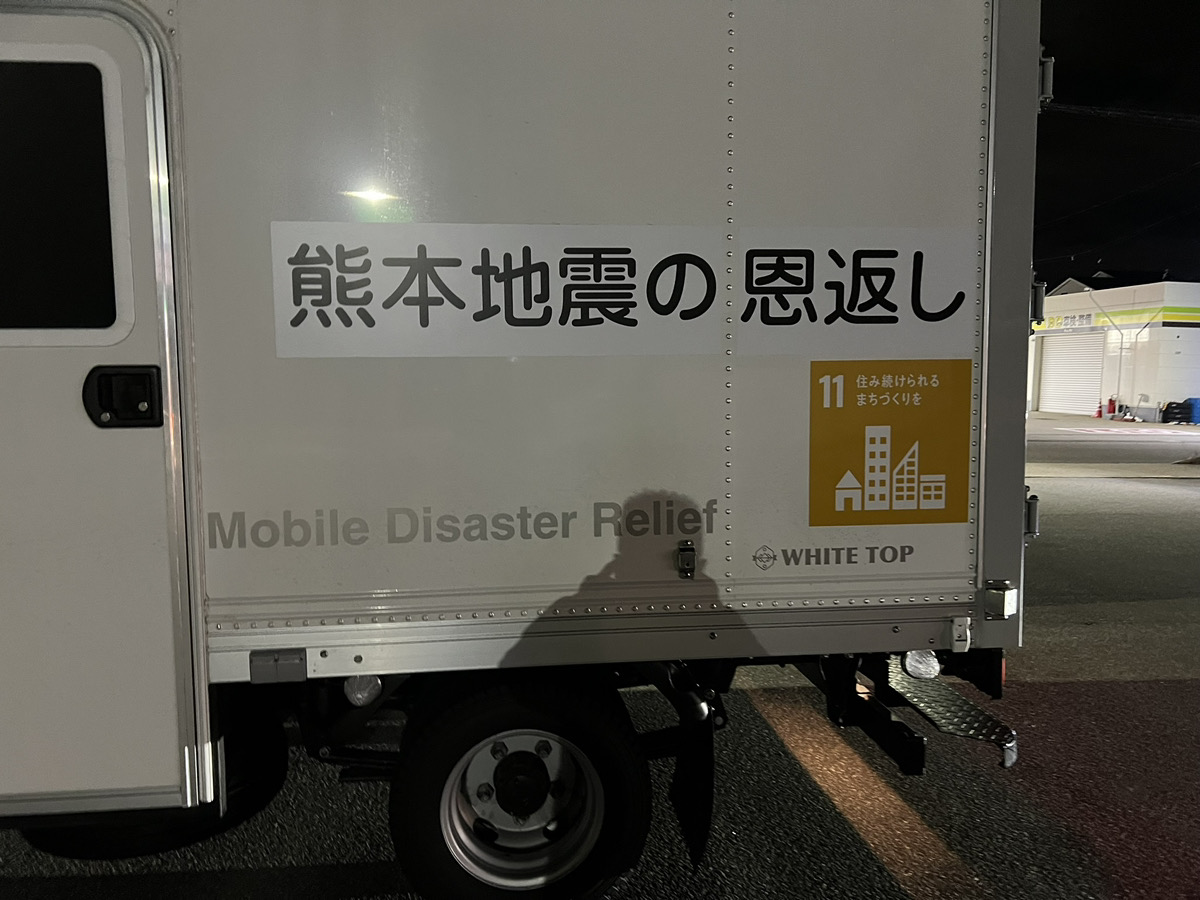 熊本地震の恩返し
11 住み続けられる
まちづくりを
Mobile Disaster Relief
WHITE TOP